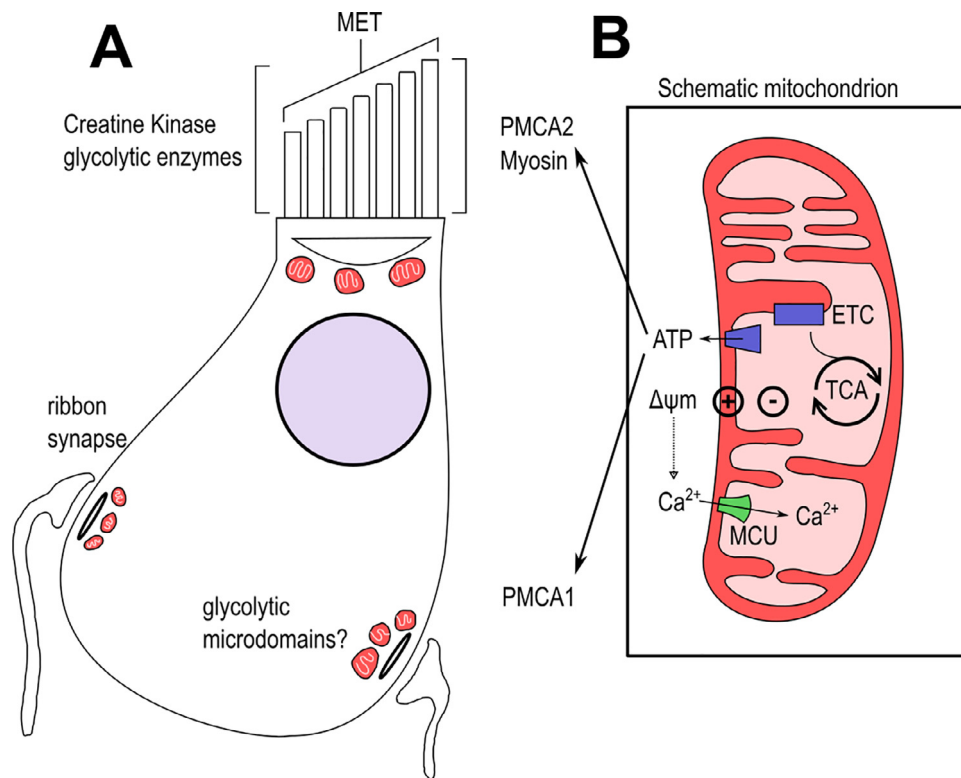 A
MET
Creatine Kinase
glycolytic enzymes
ribbon
synapse
glycolytic
microdomains?
PMCA2
Myosin
PMCA1
B
Schematic mitochondrion
ETC
ATP
TCA
Δψm
+
-
Ca²⁺
MCU
Ca²⁺